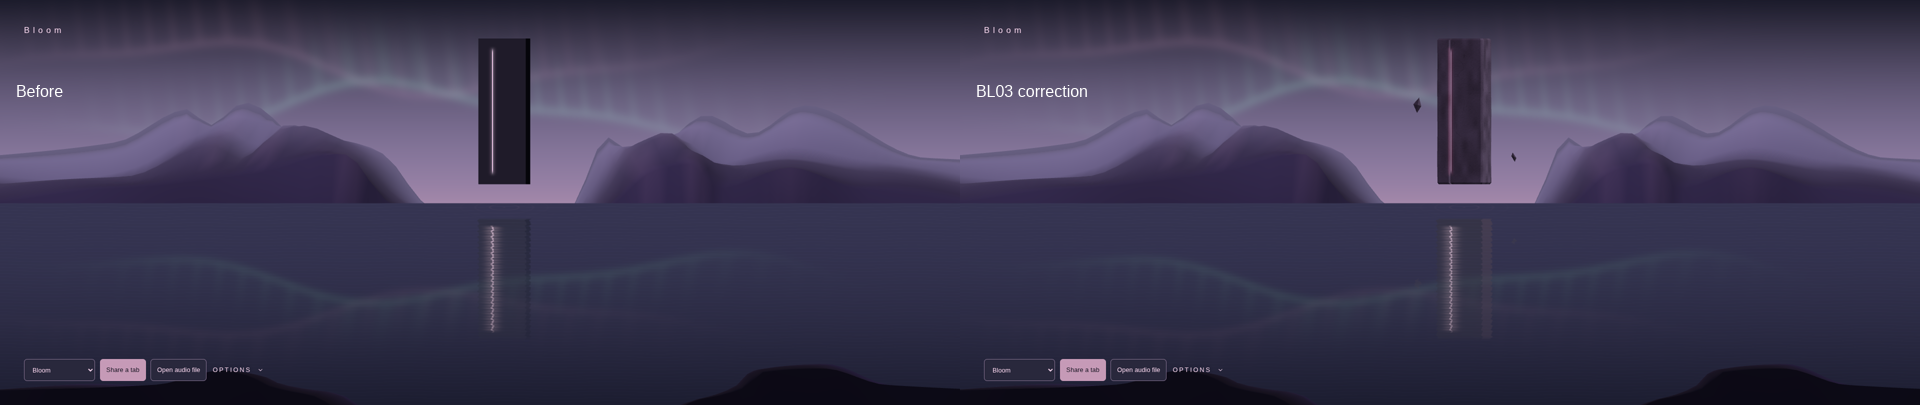 Bloom
Before
Bloom
Share a tab
Open audio file
OPTIONS
Bloom
BL03 correction
Bloom
Share a tab
Open audio file
OPTIONS